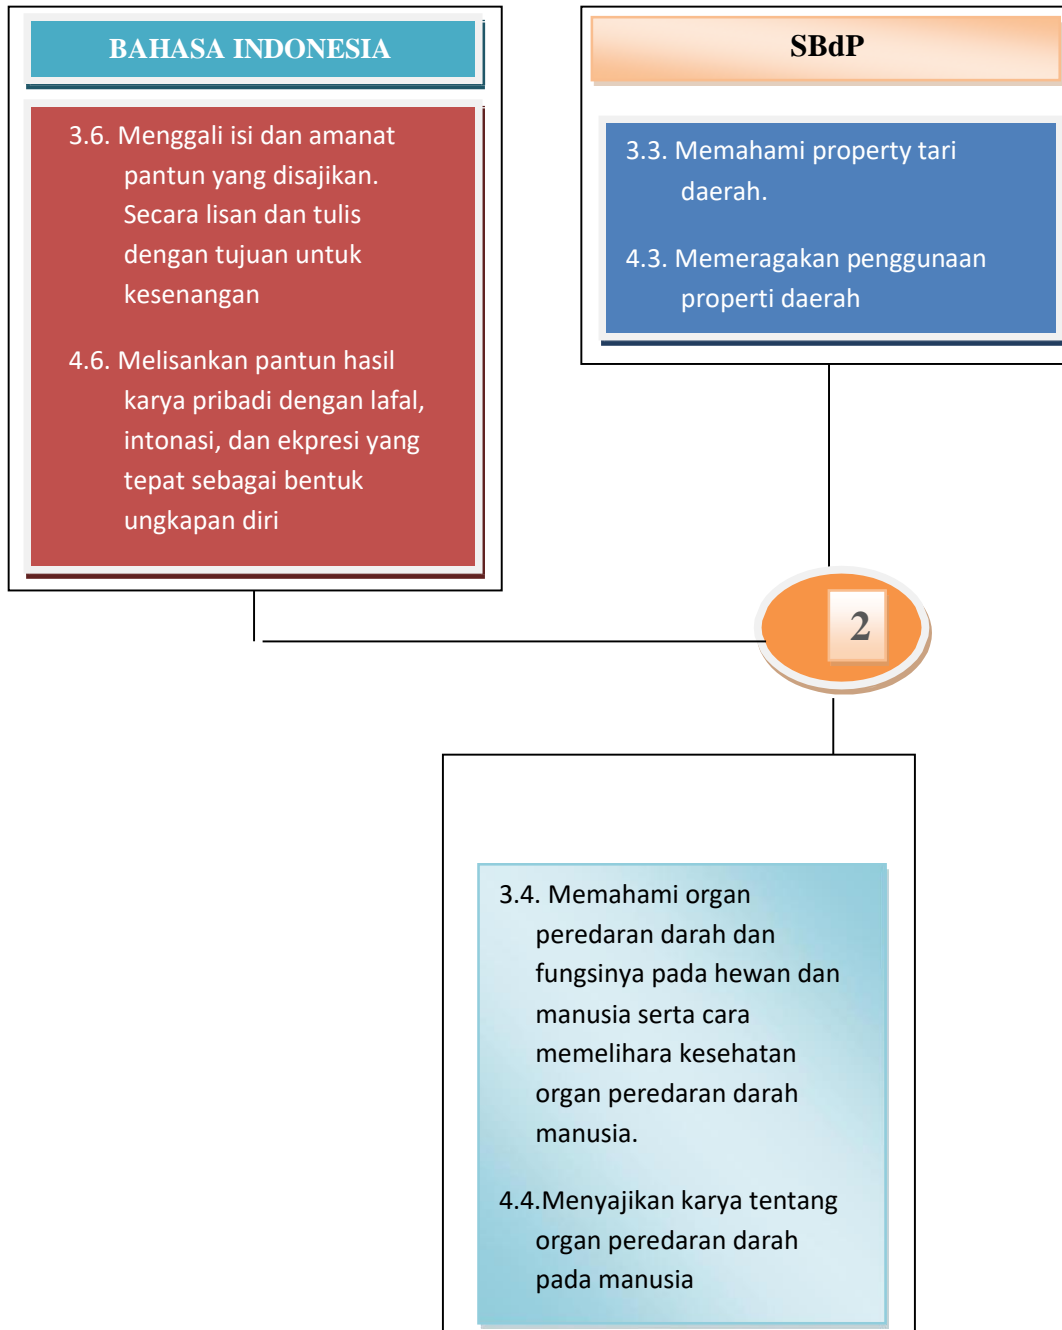 BAHASA INDONESIA
3.6. Menggali isi dan amanat
pantun yang disajikan.
Secara lisan dan tulis
dengan tujuan untuk
kesenangan
4.6. Melisankan pantun hasil
karya pribadi dengan lafal,
intonasi, dan ekpresi yang
tepat sebagai bentuk
ungkapan diri
SBdP
3.3. Memahami property tari
daerah.
4.3. Memeragakan penggunaan
properti daerah
2
3.4. Memahami organ
peredaran darah dan
fungsinya pada hewan dan
manusia serta cara
memelihara kesehatan
organ peredaran darah
manusia.
4.4.Menyajikan karya tentang
organ peredaran darah
pada manusia